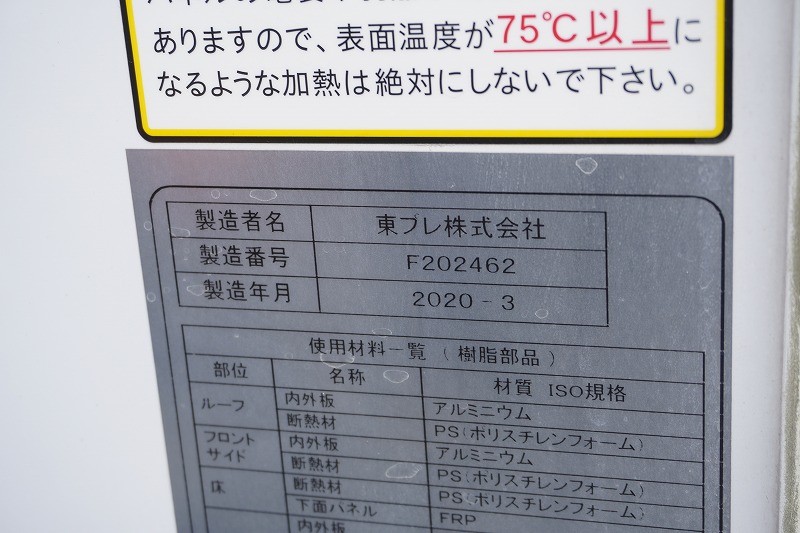 ありますので、表面温度が75℃以上に
なるような加熱は絶対にしないで下さい。
製造者名 東プレ株式会社
製造番号 F202462
製造年月 2020 - 3
使用材料一覧 ( 樹脂部品 )
部位 名称 材質 ISO規格
ルーフ 内外板 アルミニウム
断熱材 PS(ポリスチレンフォーム)
フロント
サイド 内外板 アルミニウム
断熱材 PS(ポリスチレンフォーム)
床 断熱材 PS(ポリスチレンフォーム)
下面パネル FRP
内外板